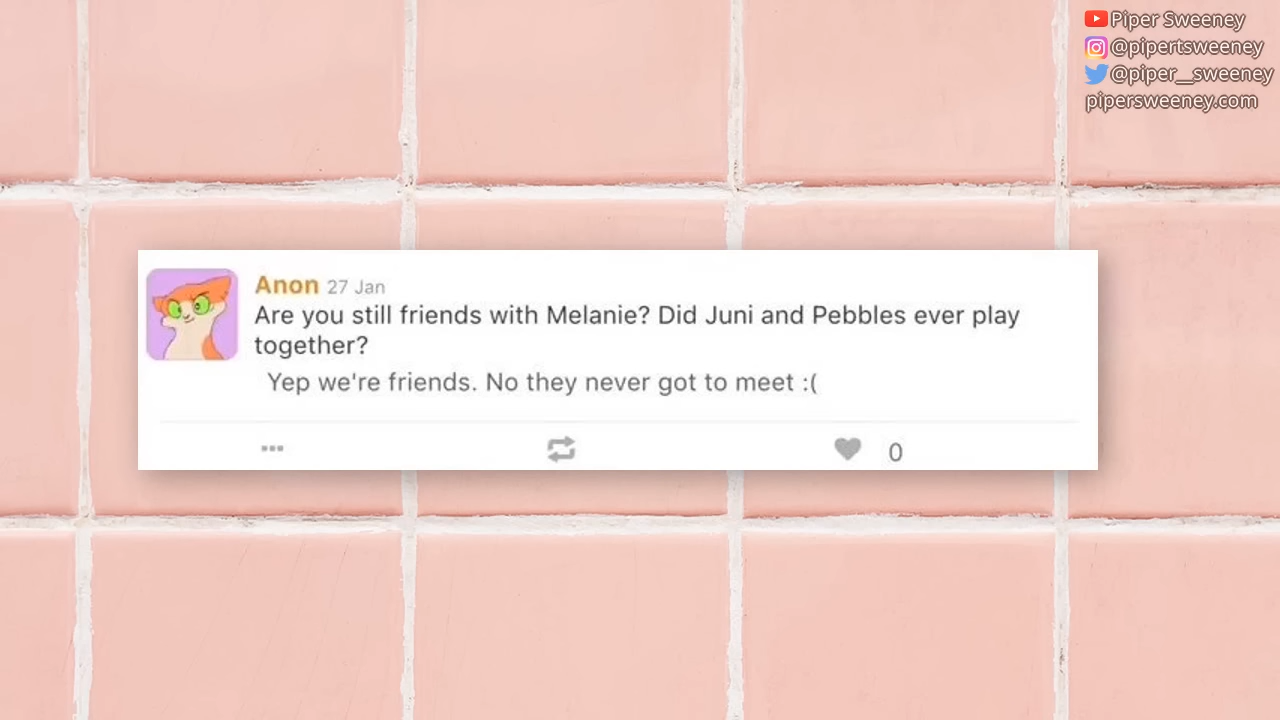 Piper Sweeney
@pipertsweeney
@piper__sweeney
pipersweeney.com
Anon 27 Jan
Are you still friends with Melanie? Did Juni and Pebbles ever play
together?
Yep we're friends. No they never got to meet :(
0